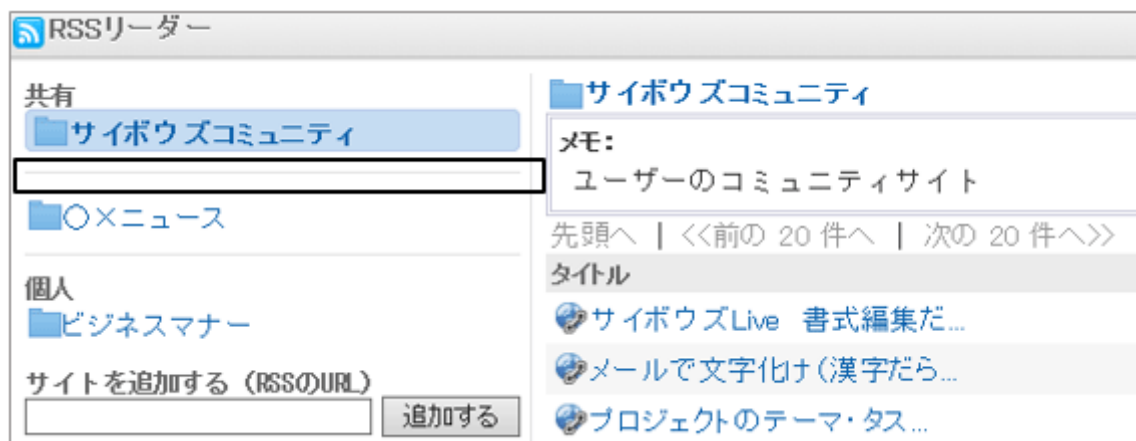 RSSリーダー
共有
サイボウズコミュニティ
〇×ニュース
個人
ビジネスマナー
サイトを追加する（RSSのURL）
追加する
サイボウズコミュニティ
メモ:
ユーザーのコミュニティサイト
先頭へ | <<前の 20 件へ | 次の 20 件へ>>
タイトル
サイボウズLive　書式編集だ...
メールで文字化け(漢字だら...
プロジェクトのテーマ・タス...